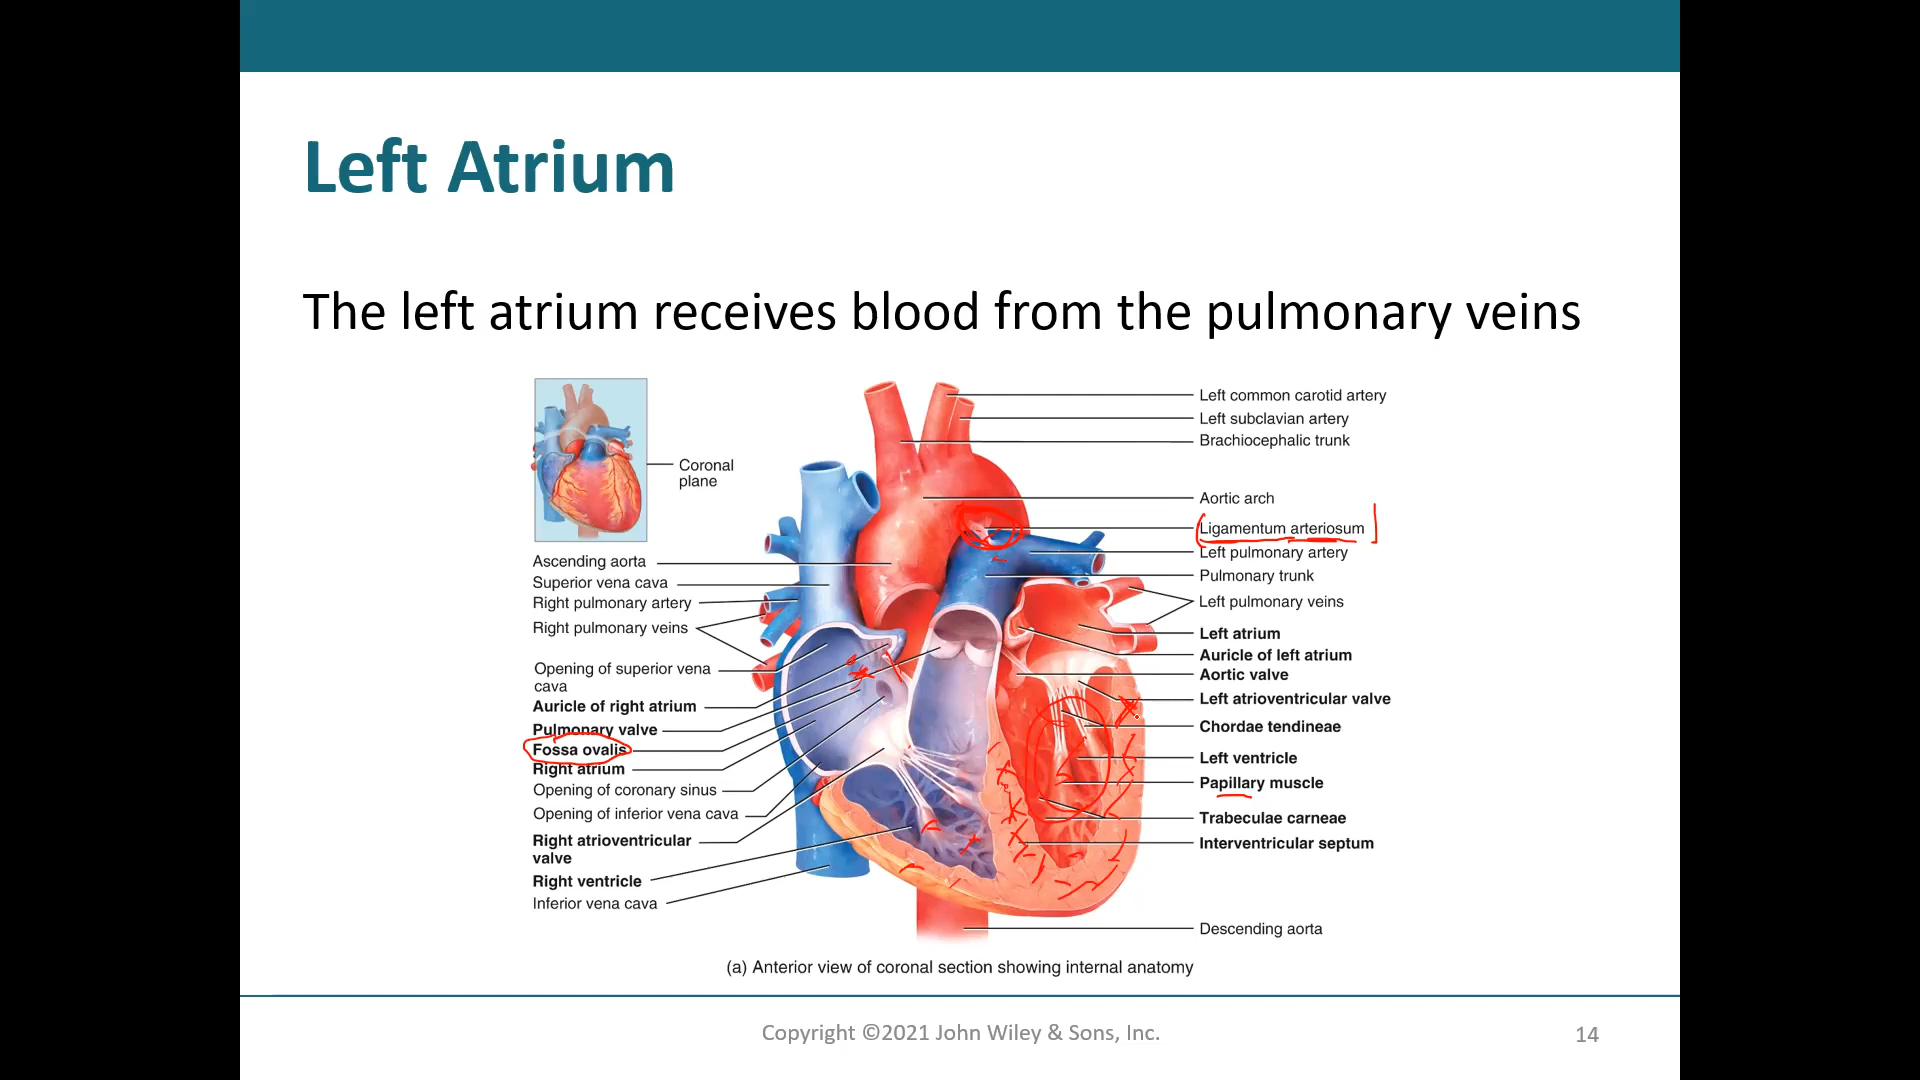 Left Atrium
The left atrium receives blood from the pulmonary veins
Coronal
plane
Ascending aorta
Superior vena cava
Right pulmonary artery
Right pulmonary veins
Opening of superior vena
cava
Auricle of right atrium
Pulmonary valve
Fossa ovalis
Right atrium
Opening of coronary sinus
Opening of inferior vena cava
Right atrioventricular
valve
Right ventricle
Inferior vena cava
Left common carotid artery
Left subclavian artery
Brachiocephalic trunk
Aortic arch
Ligamentum arteriosum
Left pulmonary artery
Pulmonary trunk
Left pulmonary veins
Left atrium
Auricle of left atrium
Aortic valve
Left atrioventricular valve
Chordae tendineae
Left ventricle
Papillary muscle
Trabeculae carneae
Interventricular septum
Descending aorta
(a) Anterior view of coronal section showing internal anatomy
Copyright ©2021 John Wiley & Sons, Inc.
14